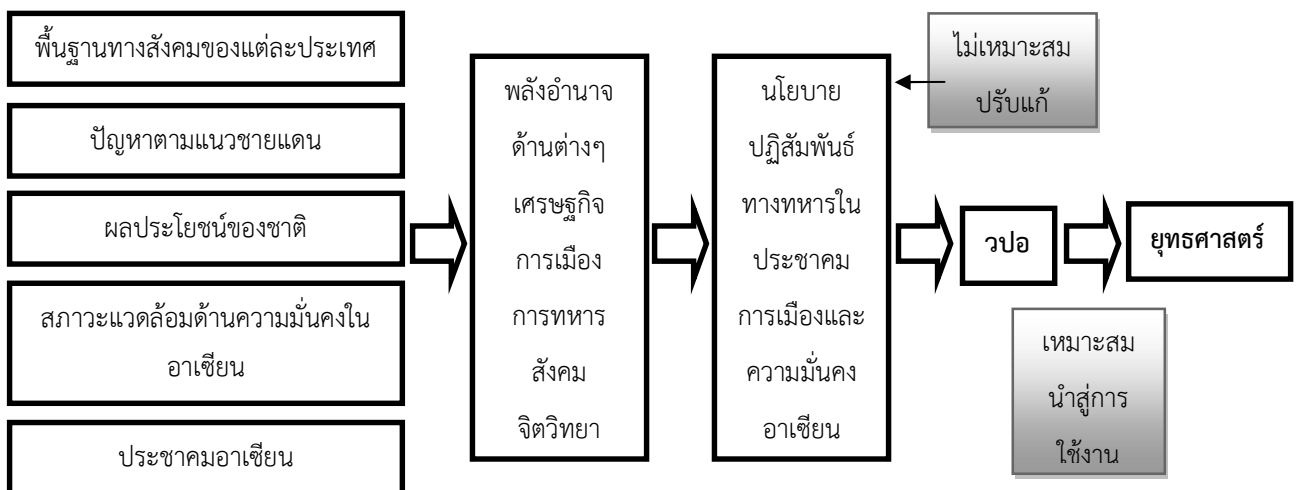 พื้นฐานทางสังคมของแต่ละประเทศ
ปัญหาตามแนวชายแดน
ผลประโยชน์ของชาติ
สภาวะแวดล้อมด้านความมั่นคงใน
อาเซียน
ประชาคมอาเซียน
พลังอำนาจ
ด้านต่างๆ
เศรษฐกิจ
การเมือง
การทหาร
สังคม
จิตวิทยา
นโยบาย
ปฏิสัมพันธ์
ทางทหารใน
ประชาคม
การเมืองและ
ความมั่นคง
อาเซียน
ไม่เหมาะสม
ปรับแก้
วปอ
ยุทธศาสตร์
เหมาะสม
นำสู่การ
ใช้งาน